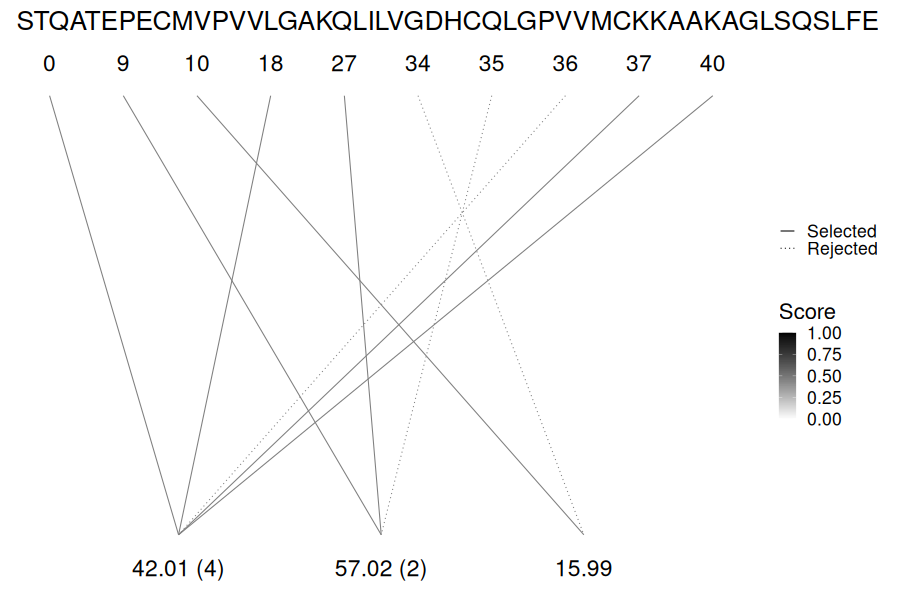 STQATEPECMVPVVLGAKQLILVGDHCQLGPVVMCKKAAKAGLSQSLFE
0 9 10 18 27 34 35 36 37 40
Selected
Rejected
Score
1.00
0.75
0.50
0.25
0.00
42.01 (4) 57.02 (2) 15.99